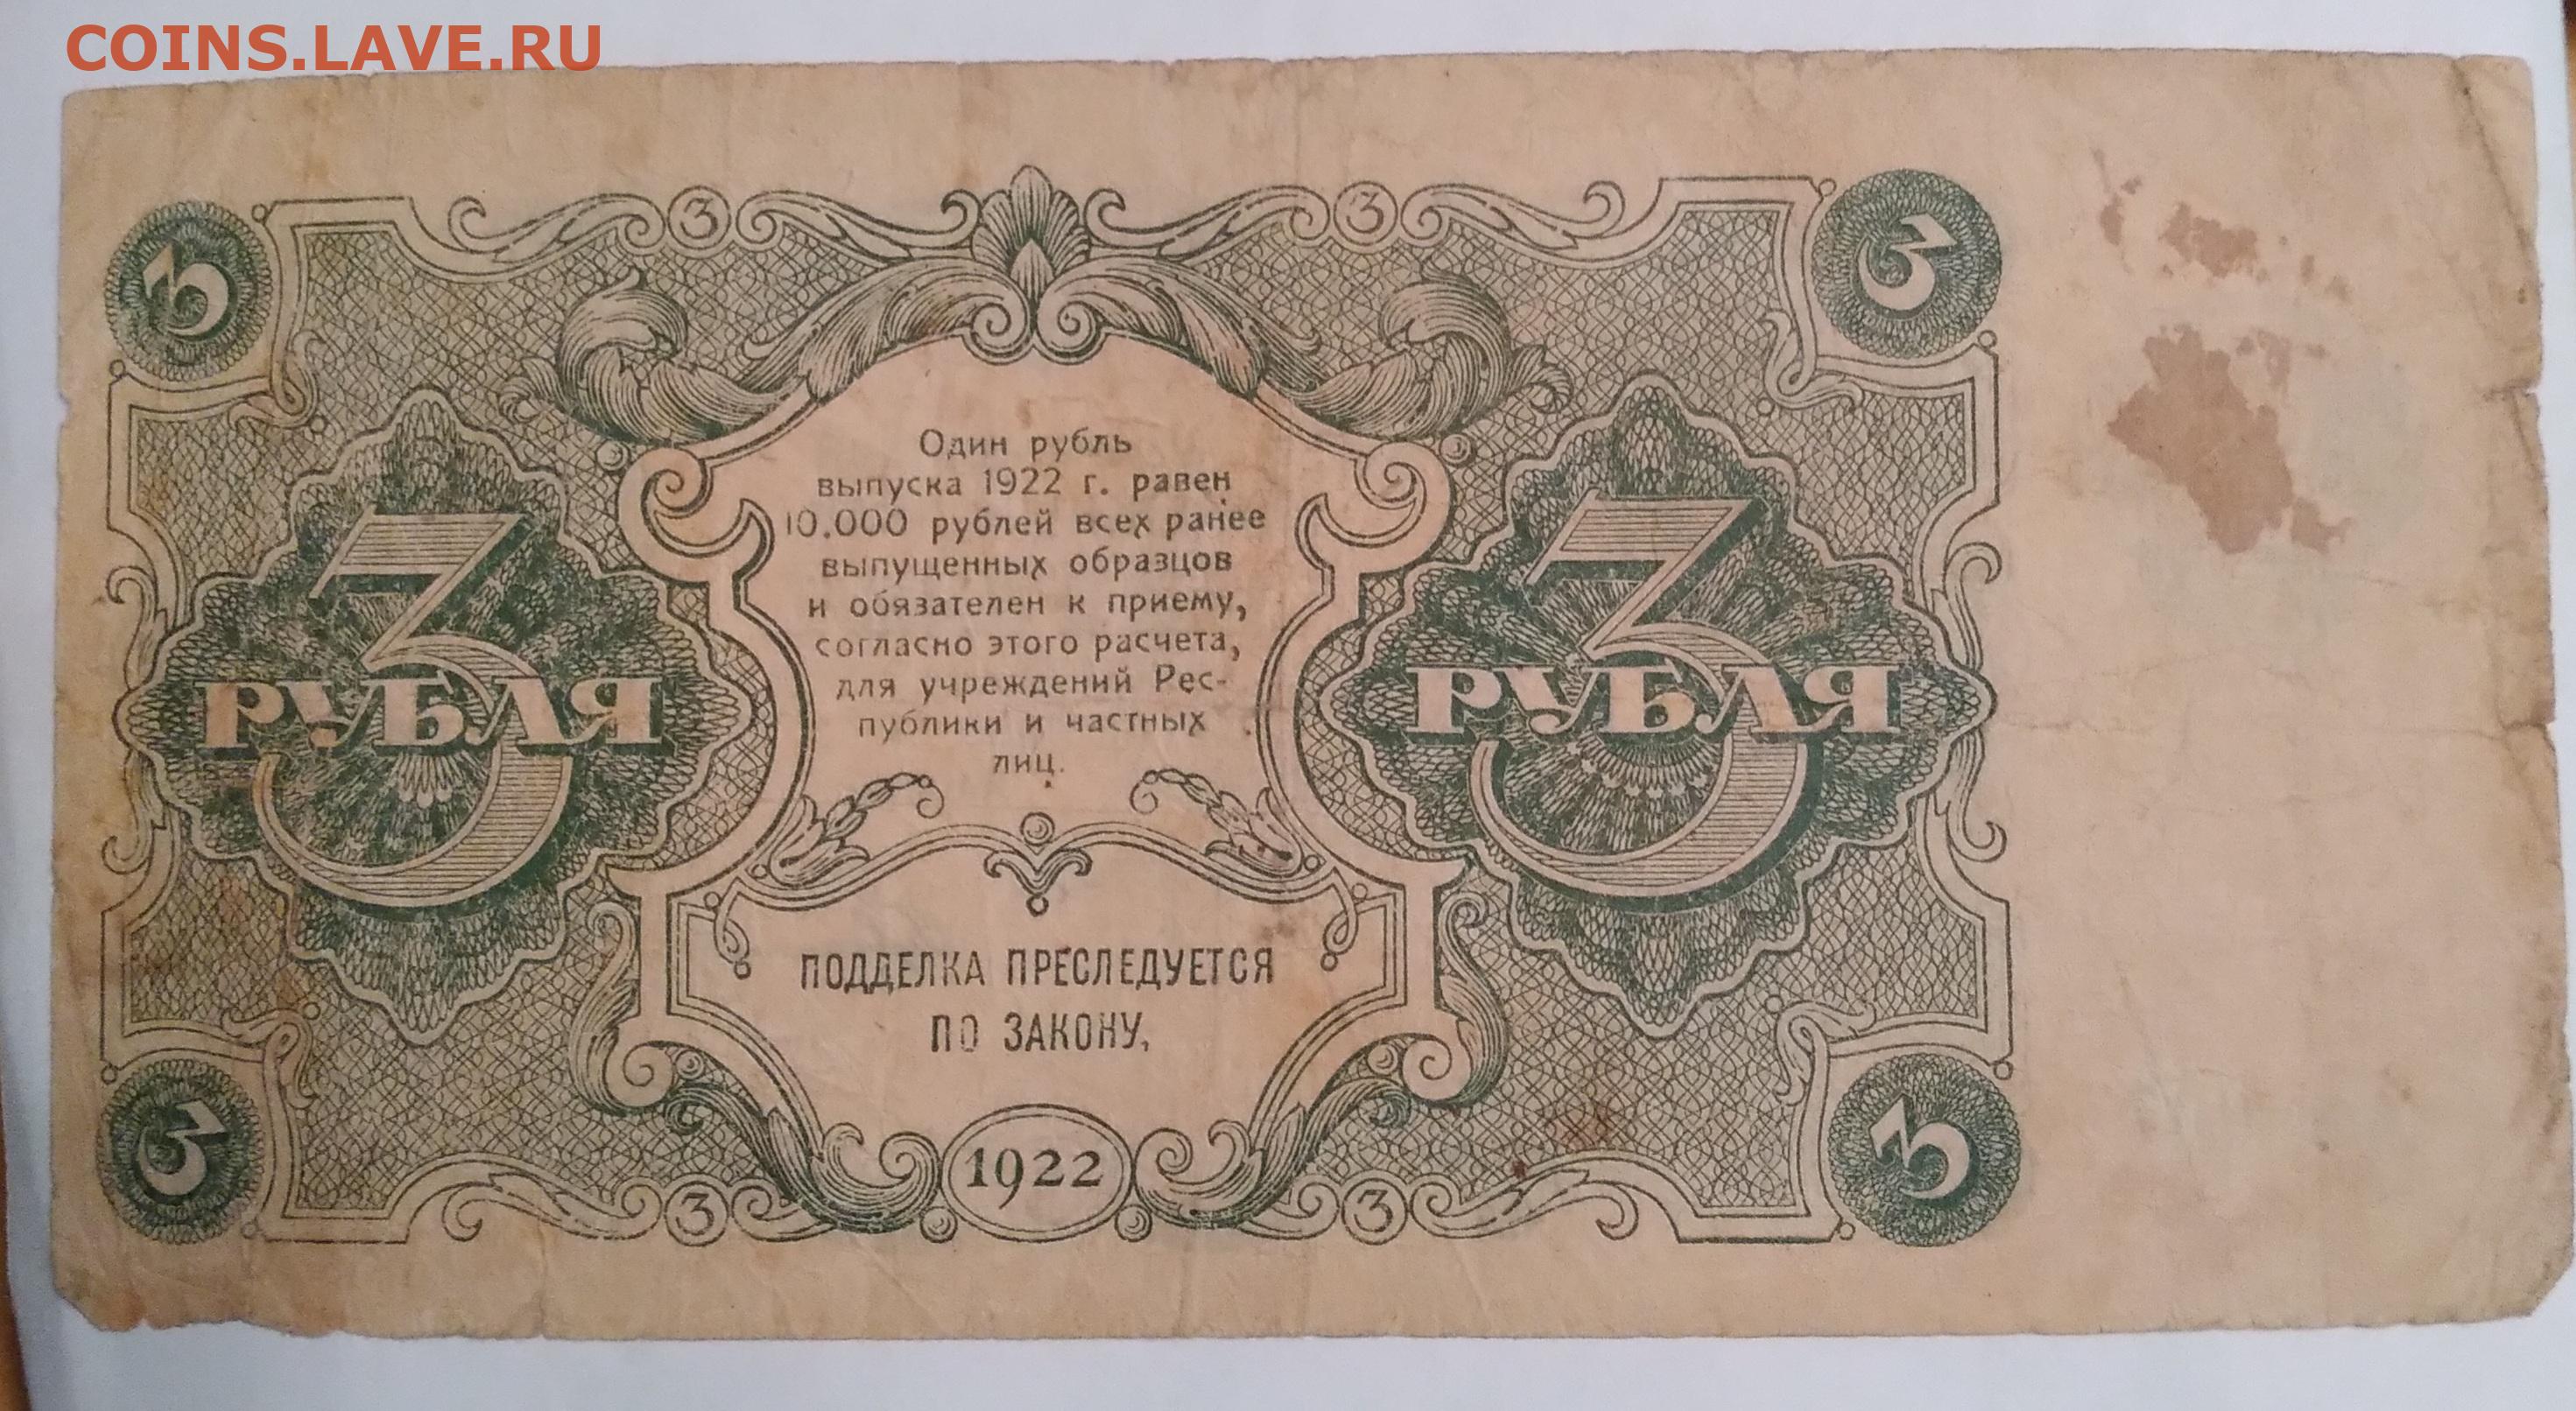 COINS.LAVE.RU
3 3 3 3
Один рубль
выпуска 1922 г. равен
10.000 рублей всех ранее
выпущенных образцов
и обязателен к приему,
согласно этого расчета,
для учреждений Рес-
публики и частных
лиц.
3 РУБЛЯ
3 РУБЛЯ
ПОДДЕЛКА ПРЕСЛЕДУЕТСЯ
ПО ЗАКОНУ.
3 3 1922 3 3